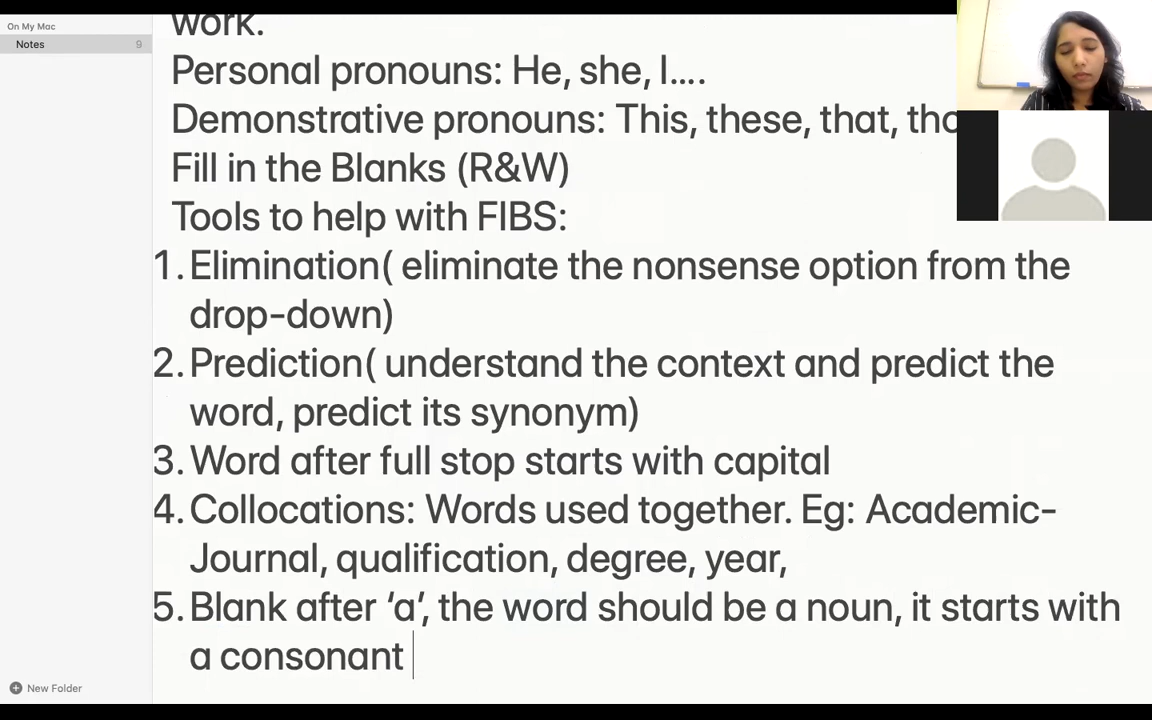 On My Mac
Notes 9
work.
Personal pronouns: He, she, I....
Demonstrative pronouns: This, these, that,
Fill in the Blanks (R&W)
Tools to help with FIBS:
1. Elimination( eliminate the nonsense option from the
drop-down)
2. Prediction( understand the context and predict the
word, predict its synonym)
3. Word after full stop starts with capital
4. Collocations: Words used together. Eg: Academic-
Journal, qualification, degree, year,
5. Blank after ‘a’, the word should be a noun, it starts with
a consonant
New Folder